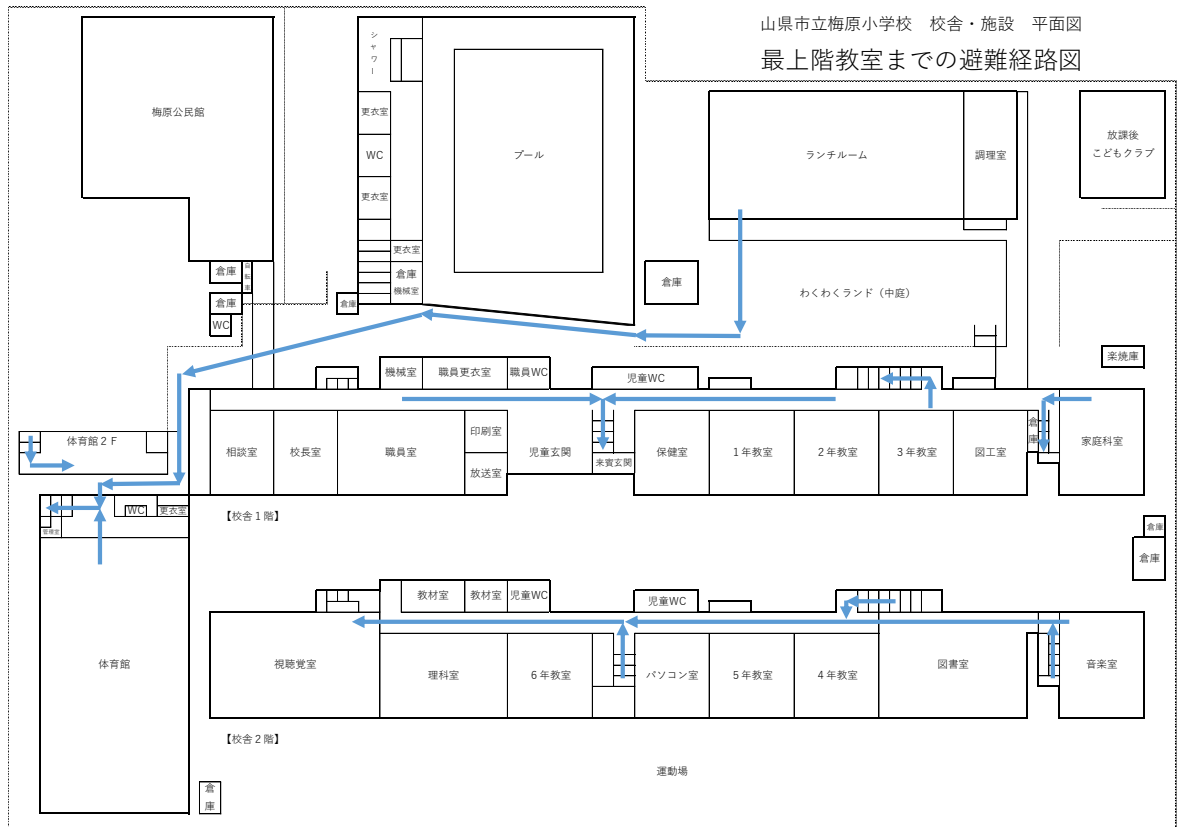 山県市立梅原小学校　校舎・施設　平面図
最上階教室までの避難経路図
梅原公民館
シャワー
更衣室
WC
更衣室
更衣室
倉庫
機械室
プール
ランチルーム
調理室
放課後
こどもクラブ
倉庫
自転車
倉庫
WC
倉庫
倉庫
わくわくランド（中庭）
楽焼庫
機械室
職員更衣室
職員WC
児童WC
体育館２Ｆ
相談室
校長室
職員室
印刷室
放送室
児童玄関
来賓玄関
保健室
１年教室
２年教室
３年教室
図工室
倉庫
家庭科室
WC
更衣室
管理室
【校舎１階】
倉庫
倉庫
教材室
教材室
児童WC
児童WC
体育館
視聴覚室
理科室
６年教室
パソコン室
５年教室
４年教室
図書室
音楽室
【校舎２階】
運動場
倉庫